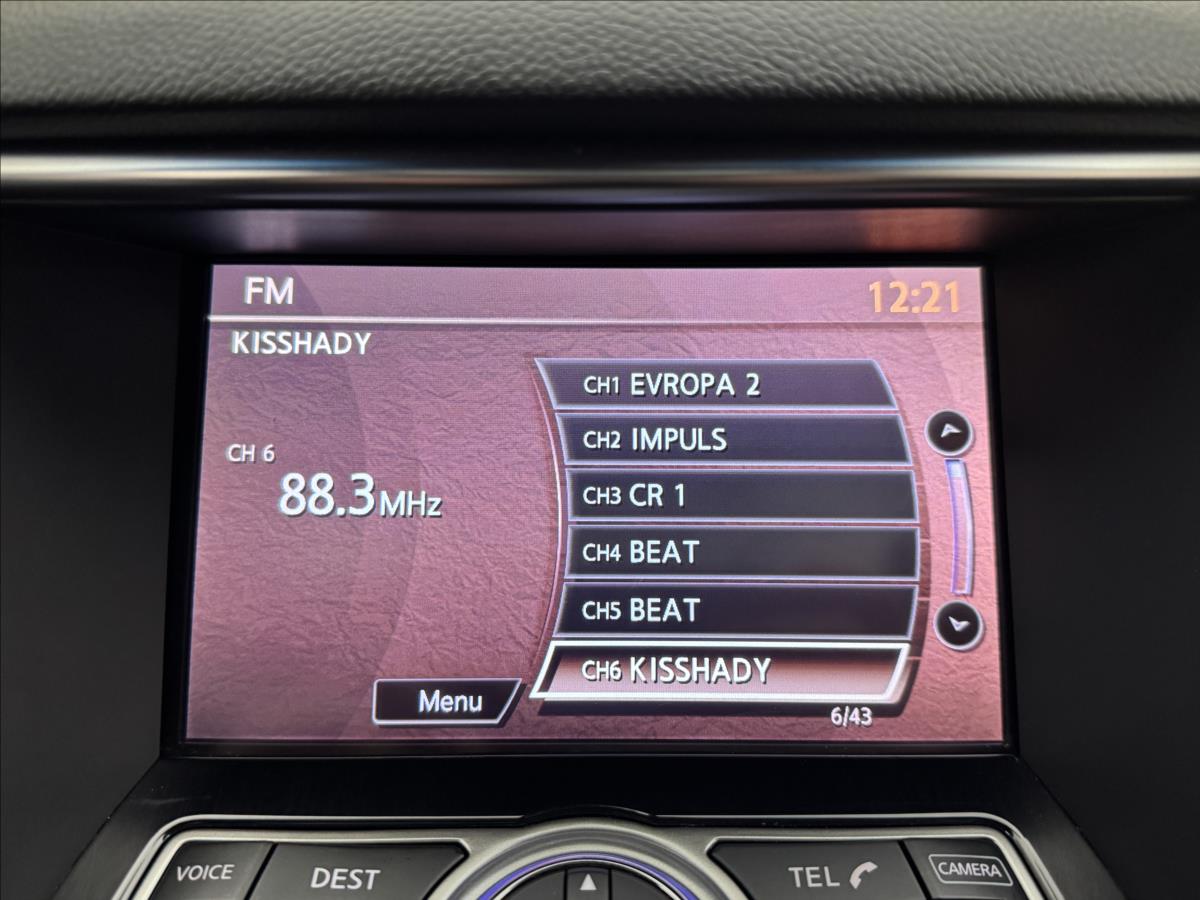 FM
12:21
KISSHADY
CH1 EVROPA 2
CH2 IMPULS
CH 6
88.3MHz
CH3 CR 1
CH4 BEAT
CH5 BEAT
CH6 KISSHADY
Menu
6/43
VOICE
DEST
TEL
CAMERA